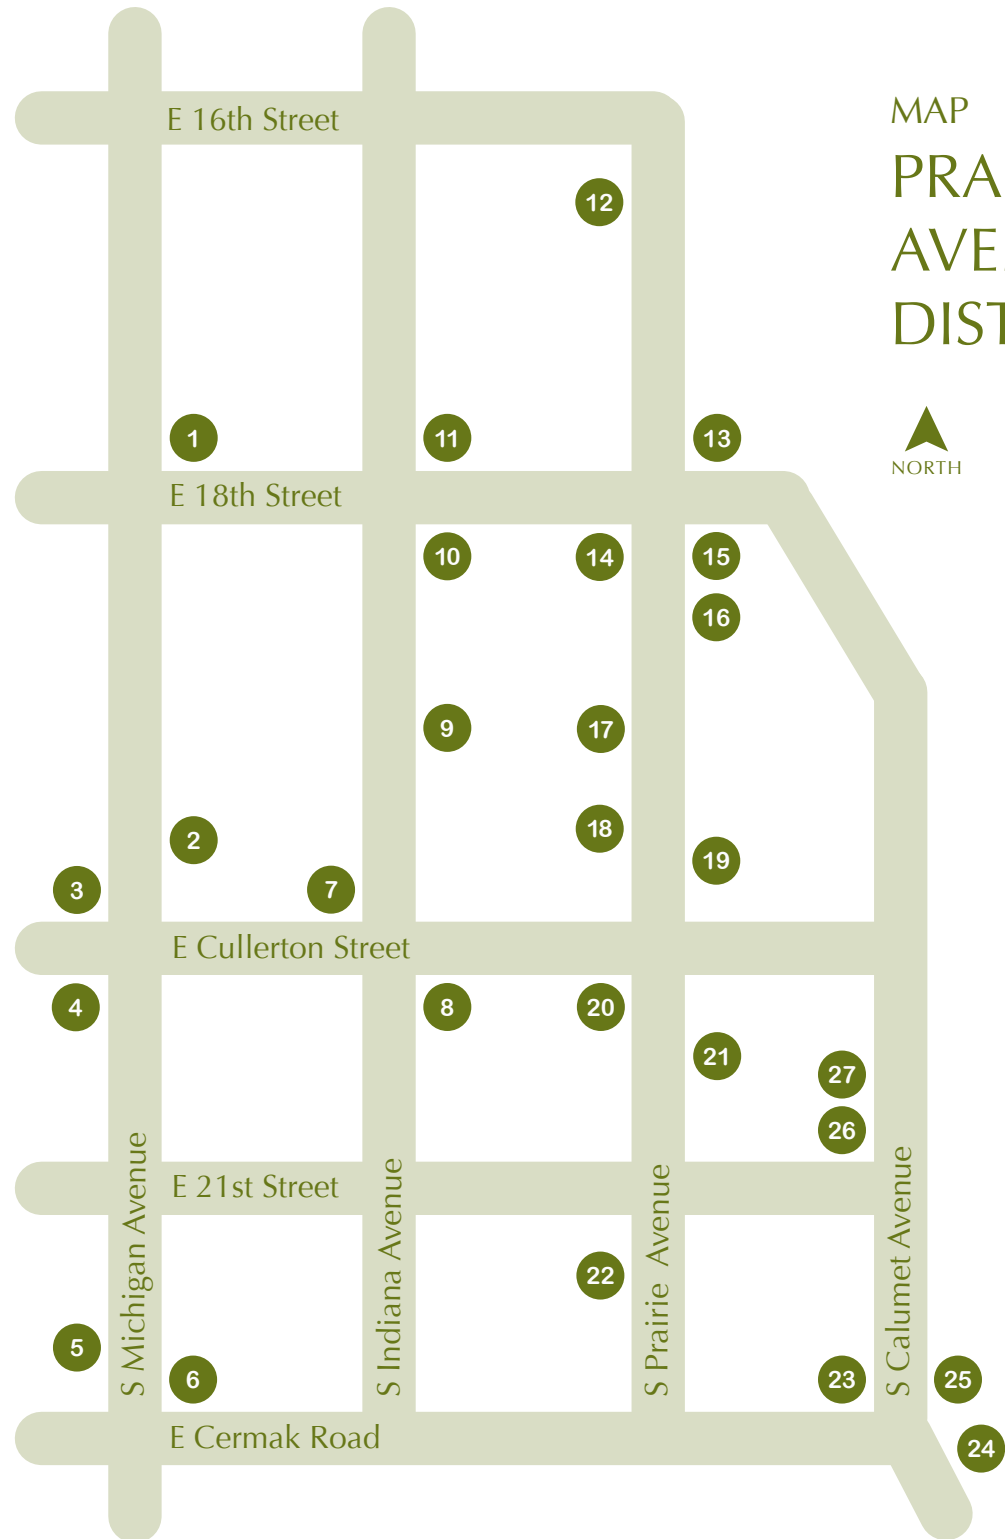 E 16th Street
MAP
PRA
AVE
DIST
12
NORTH
1
11
13
E 18th Street
10
14
15
16
9
17
2
18
19
3
7
E Cullerton Street
4
8
20
21
27
26
S Michigan Avenue
S Indiana Avenue
S Prairie Avenue
S Calumet Avenue
E 21st Street
22
5
6
23
25
E Cermak Road
24